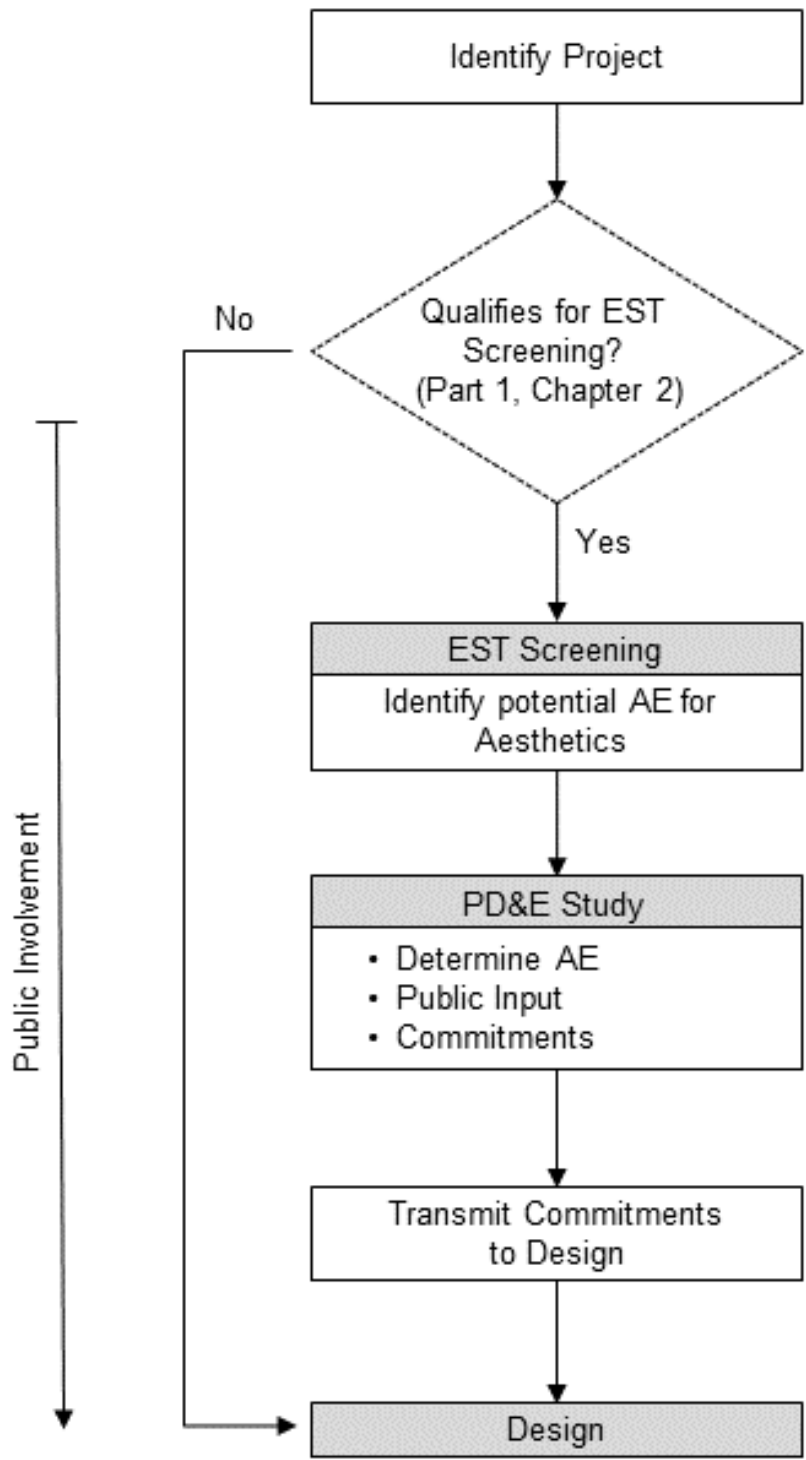 Identify Project
Qualifies for EST
Screening?
(Part 1, Chapter 2)
No
Yes
EST Screening
Identify potential AE for
Aesthetics
PD&E Study
• Determine AE
• Public Input
• Commitments
Public Involvement
Transmit Commitments
to Design
Design